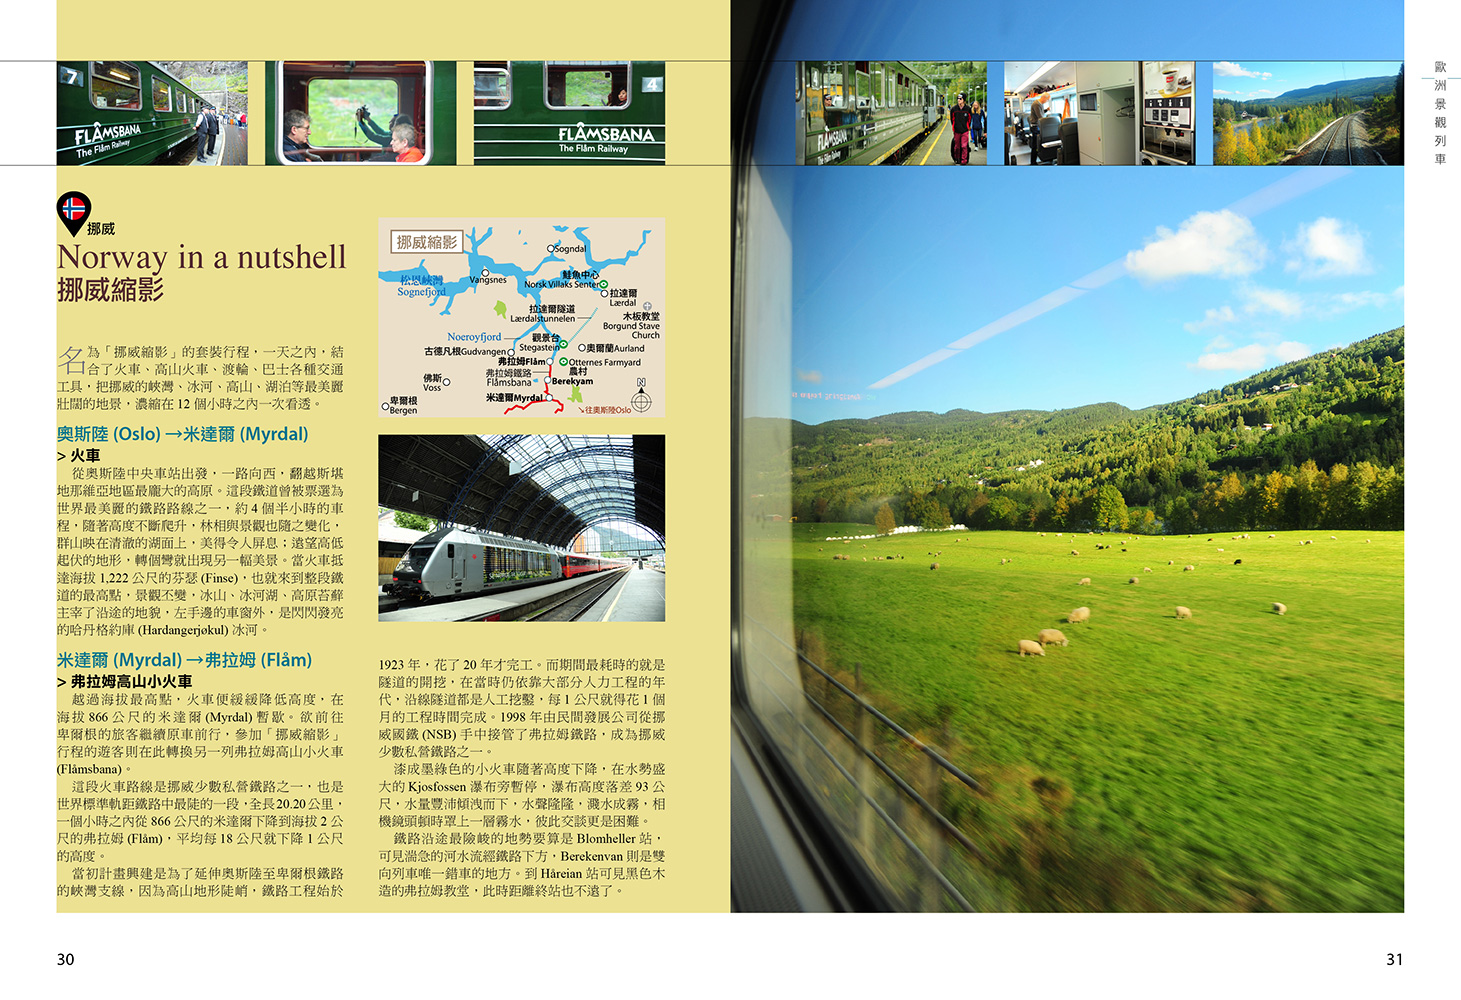 7
FLÅMSBANA
The Flåm Railway
4
FLÅMSBANA
The Flåm Railway
FLÅMSBANA
The Flåm Railway
歐洲景觀列車
挪威
Norway in a nutshell
挪威縮影
名為「挪威縮影」的套裝行程，一天之內，結
合了火車、高山火車、渡輪、巴士各種交通
工具，把挪威的峽灣、冰河、高山、湖泊等最美麗
壯闊的地景，濃縮在 12 個小時之內一次看透。
奧斯陸 (Oslo) →米達爾 (Myrdal)
> 火車
從奧斯陸中央車站出發，一路向西，翻越斯堪
地那維亞地區最龐大的高原。這段鐵道曾被票選為
世界最美麗的鐵路路線之一，約 4 個半小時的車
程，隨著高度不斷爬升，林相與景觀也隨之變化，
群山映在清澈的湖面上，美得令人屏息；遠望高低
起伏的地形，轉個彎就出現另一幅美景。當火車抵
達海拔 1,222 公尺的芬瑟 (Finse)，也就來到整段鐵
道的最高點，景觀丕變，冰山、冰河湖、高原苔蘚
主宰了沿途的地貌，左手邊的車窗外，是閃閃發亮
的哈丹格約庫 (Hardangerjøkul) 冰河。
米達爾 (Myrdal) →弗拉姆 (Flåm)
> 弗拉姆高山小火車
越過海拔最高點，火車便緩緩降低高度，在
海拔 866 公尺的米達爾 (Myrdal) 暫歇。欲前往
卑爾根的旅客繼續原車前行，參加「挪威縮影」
行程的遊客則在此轉換另一列弗拉姆高山小火車
(Flåmsbana)。
這段火車路線是挪威少數私營鐵路之一，也是
世界標準軌距鐵路中最陡的一段，全長 20.20 公里，
一個小時之內從 866 公尺的米達爾下降到海拔 2 公
尺的弗拉姆 (Flåm)，平均每 18 公尺就下降 1 公尺
的高度。
當初計畫興建是為了延伸奧斯陸至卑爾根鐵路
的峽灣支線，因為高山地形陡峭，鐵路工程始於
挪威縮影
Sogndal
松恩峽灣
Sognefjord
Vangsnes
鮭魚中心
Norsk Villaks Senter
拉達爾
Lærdal
拉達爾隧道
Lærdalstunnelen
木板教堂
Borgund Stave
Church
Noeroyfjord
觀景台
Stegastein
古德凡根Gudvangen
奧爾蘭Aurland
弗拉姆Flåm
Otternes Farmyard
農村
弗拉姆鐵路
Flåmsbana
Berekyam
佛斯
Voss
米達爾Myrdal
卑爾根
Bergen
N
↘往奧斯陸Oslo
1923 年，花了 20 年才完工。而期間最耗時的就是
隧道的開挖，在當時仍依靠大部分人力工程的年
代，沿線隧道都是人工挖鑿，每 1 公尺就得花 1 個
月的工程時間完成。1998 年由民間發展公司從挪
威國鐵 (NSB) 手中接管了弗拉姆鐵路，成為挪威
少數私營鐵路之一。
漆成墨綠色的小火車隨著高度下降，在水勢盛
大的 Kjosfossen 瀑布旁暫停，瀑布高度落差 93 公
尺，水量豐沛傾洩而下，水聲隆隆，濺水成霧，相
機鏡頭頓時罩上一層霧水，彼此交談更是困難。
鐵路沿途最險峻的地勢要算是 Blomheller 站，
可見湍急的河水流經鐵路下方，Berekenvan 則是雙
向列車唯一錯車的地方。到 Håreian 站可見黑色木
造的弗拉姆教堂，此時距離終站也不遠了。
30
31